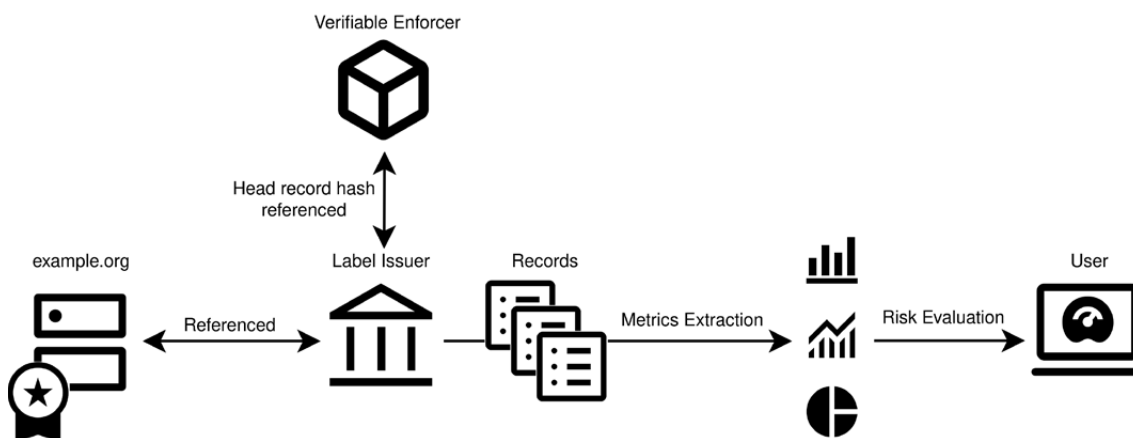 Verifiable Enforcer
Head record hash
referenced
example.org
Label Issuer
Records
User
Referenced
Metrics Extraction
Risk Evaluation